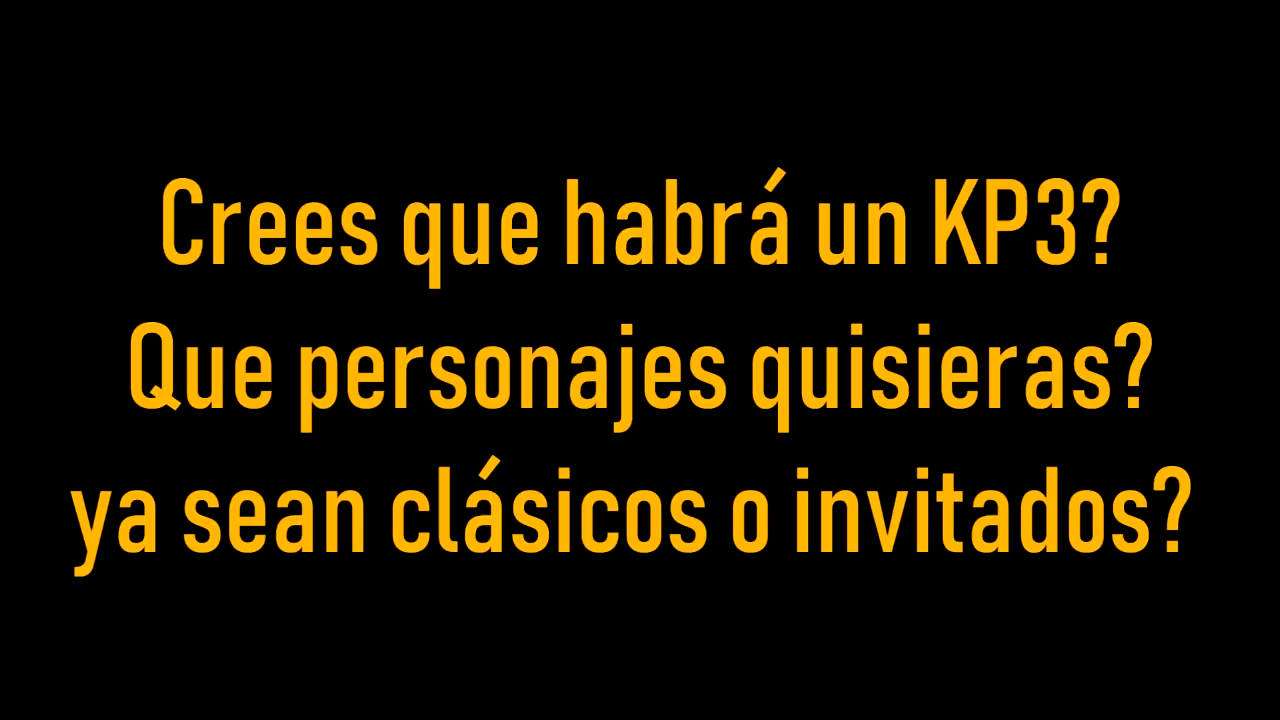 Crees que habrá un KP3?
Que personajes quisieras?
ya sean clásicos o invitados?